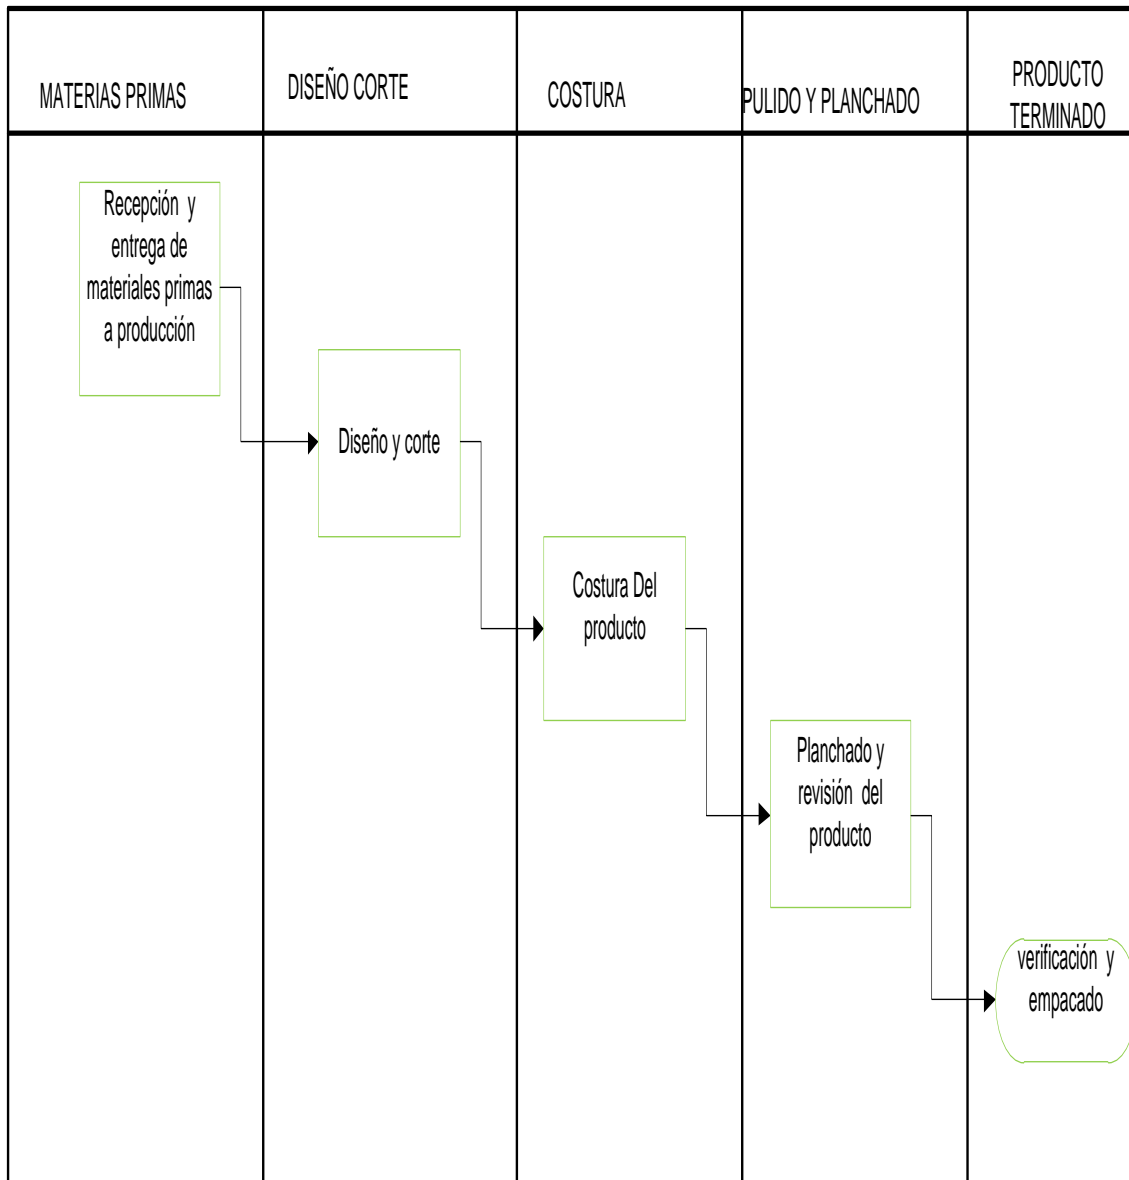 MATERIAS PRIMAS
DISEÑO CORTE
COSTURA
PULIDO Y PLANCHADO
PRODUCTO
TERMINADO
Recepción y
entrega de
materiales primas
a producción
Diseño y corte
Costura Del
producto
Planchado y
revisión del
producto
verificación y
empacado